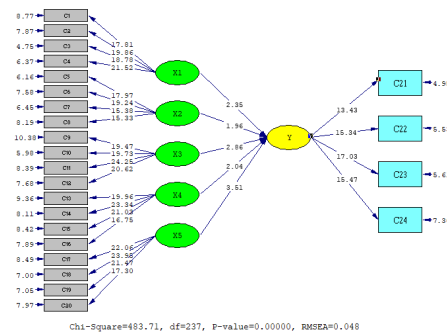 8.77 C1
7.87 C2
4.75 C3
6.37 C4
6.16 C5
7.58 C6
6.45 C7
8.19 C8
10.38 C9
5.98 C10
8.39 C11
7.68 C12
9.36 C13
8.11 C14
8.42 C15
7.89 C16
8.49 C17
7.00 C18
7.05 C19
7.97 C20
17.81
19.86
18.78
21.52
17.97
19.24
15.38
15.33
19.47
19.73
24.25
20.62
19.96
23.34
21.03
16.75
22.06
23.98
21.47
17.30
X1
X2
X3
X4
X5
2.35
1.96
2.86
2.04
3.51
Y
13.43
15.34
17.03
15.47
C21
C22
C23
C24
Chi-Square=483.71, df=237, P-value=0.00000, RMSEA=0.048